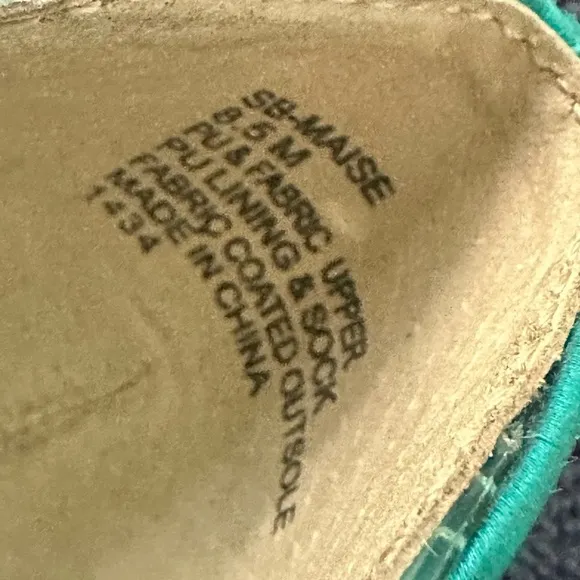 SB-MAISE
8.5 M
PU & FABRIC UPPER
PU LINING & SOCK
FABRIC COATED OUTSOLE
MADE IN CHINA
1434